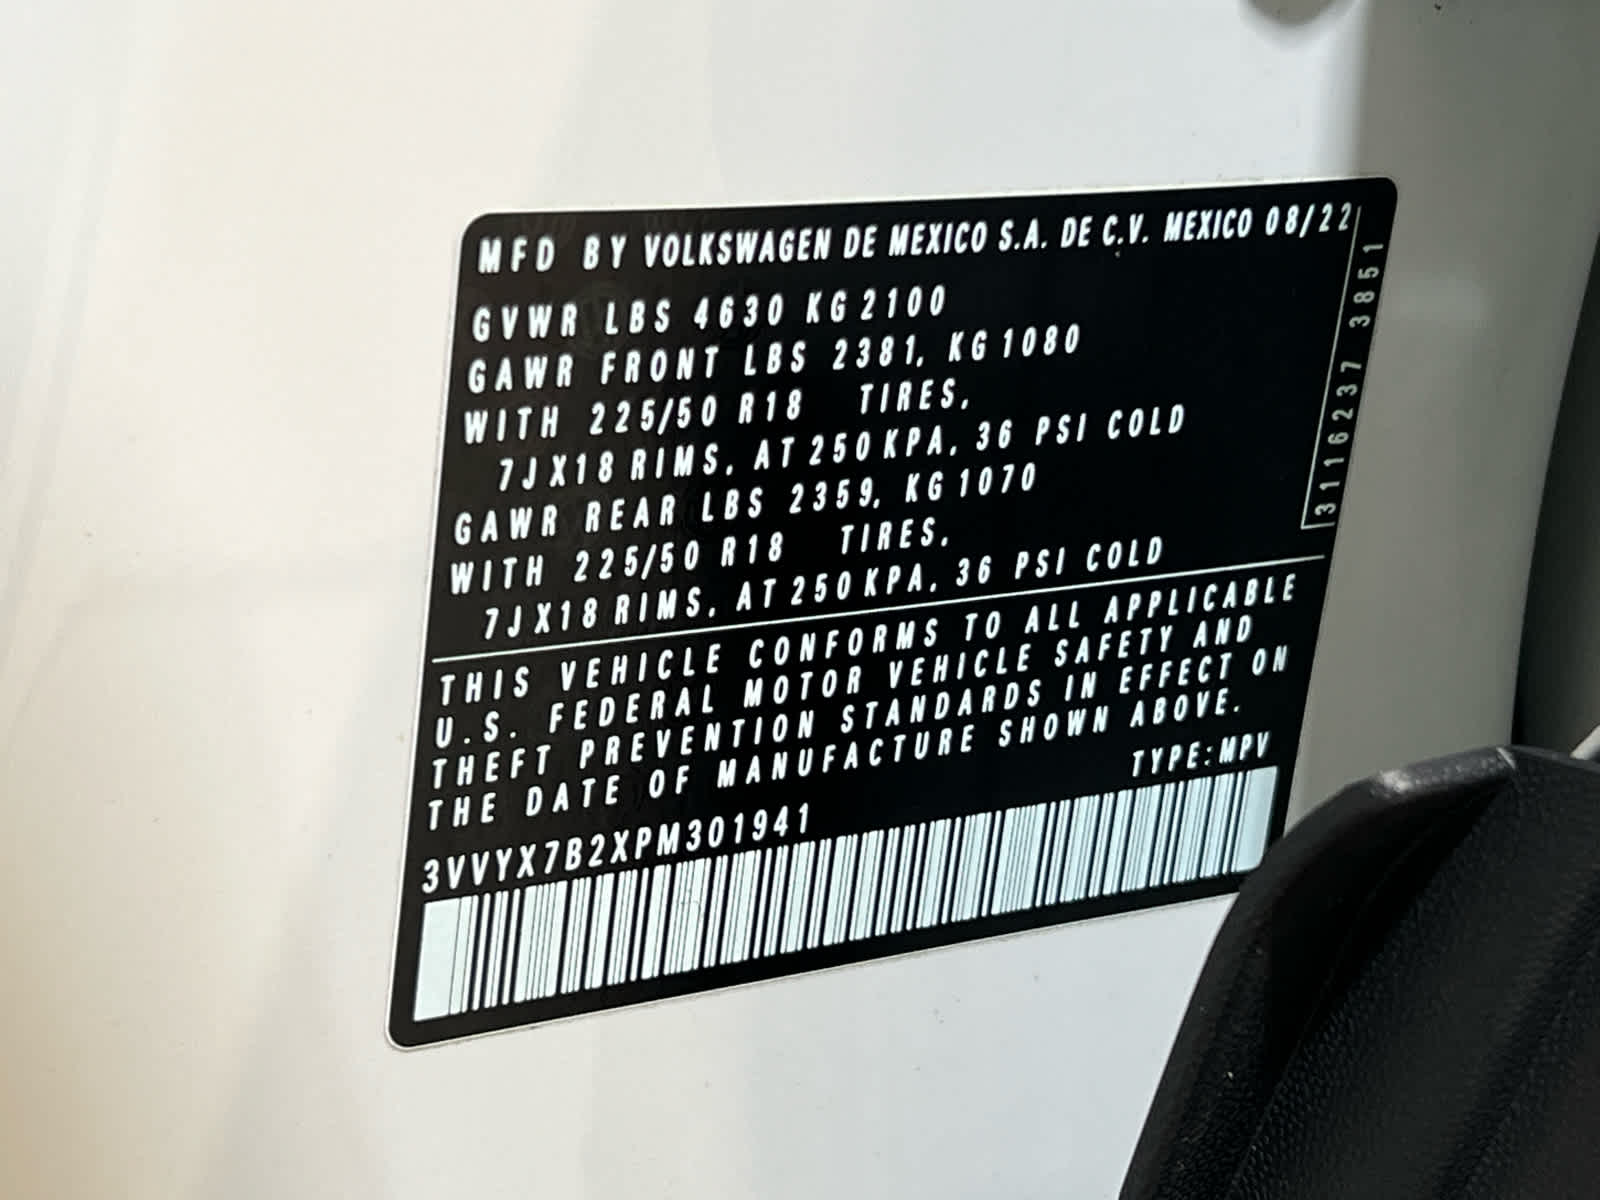 MFD BY VOLKSWAGEN DE MEXICO S.A. DE C.V. MEXICO 08/22
GVWR LBS 4630 KG 2100
GAWR FRONT LBS 2381, KG 1080
WITH 225/50 R18 TIRES,
7JX18 RIMS, AT 250 KPA, 36 PSI COLD
GAWR REAR LBS 2359, KG 1070
WITH 225/50 R18 TIRES,
7JX18 RIMS, AT 250 KPA, 36 PSI COLD
3116237 3851
THIS VEHICLE CONFORMS TO ALL APPLICABLE
U.S. FEDERAL MOTOR VEHICLE SAFETY AND
THEFT PREVENTION STANDARDS IN EFFECT ON
THE DATE OF MANUFACTURE SHOWN ABOVE.
TYPE:MPV
3VVYX7B2XPM301941